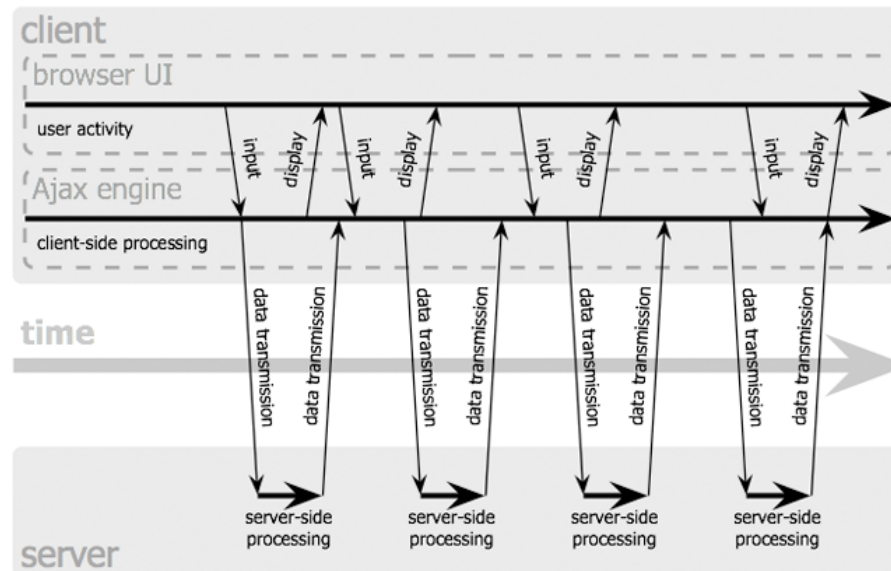 client
browser UI
user activity
input
display
input
display
input
display
input
display
Ajax engine
client-side processing
data transmission
data transmission
data transmission
data transmission
data transmission
data transmission
data transmission
data transmission
time
server-side
processing
server-side
processing
server-side
processing
server-side
processing
server